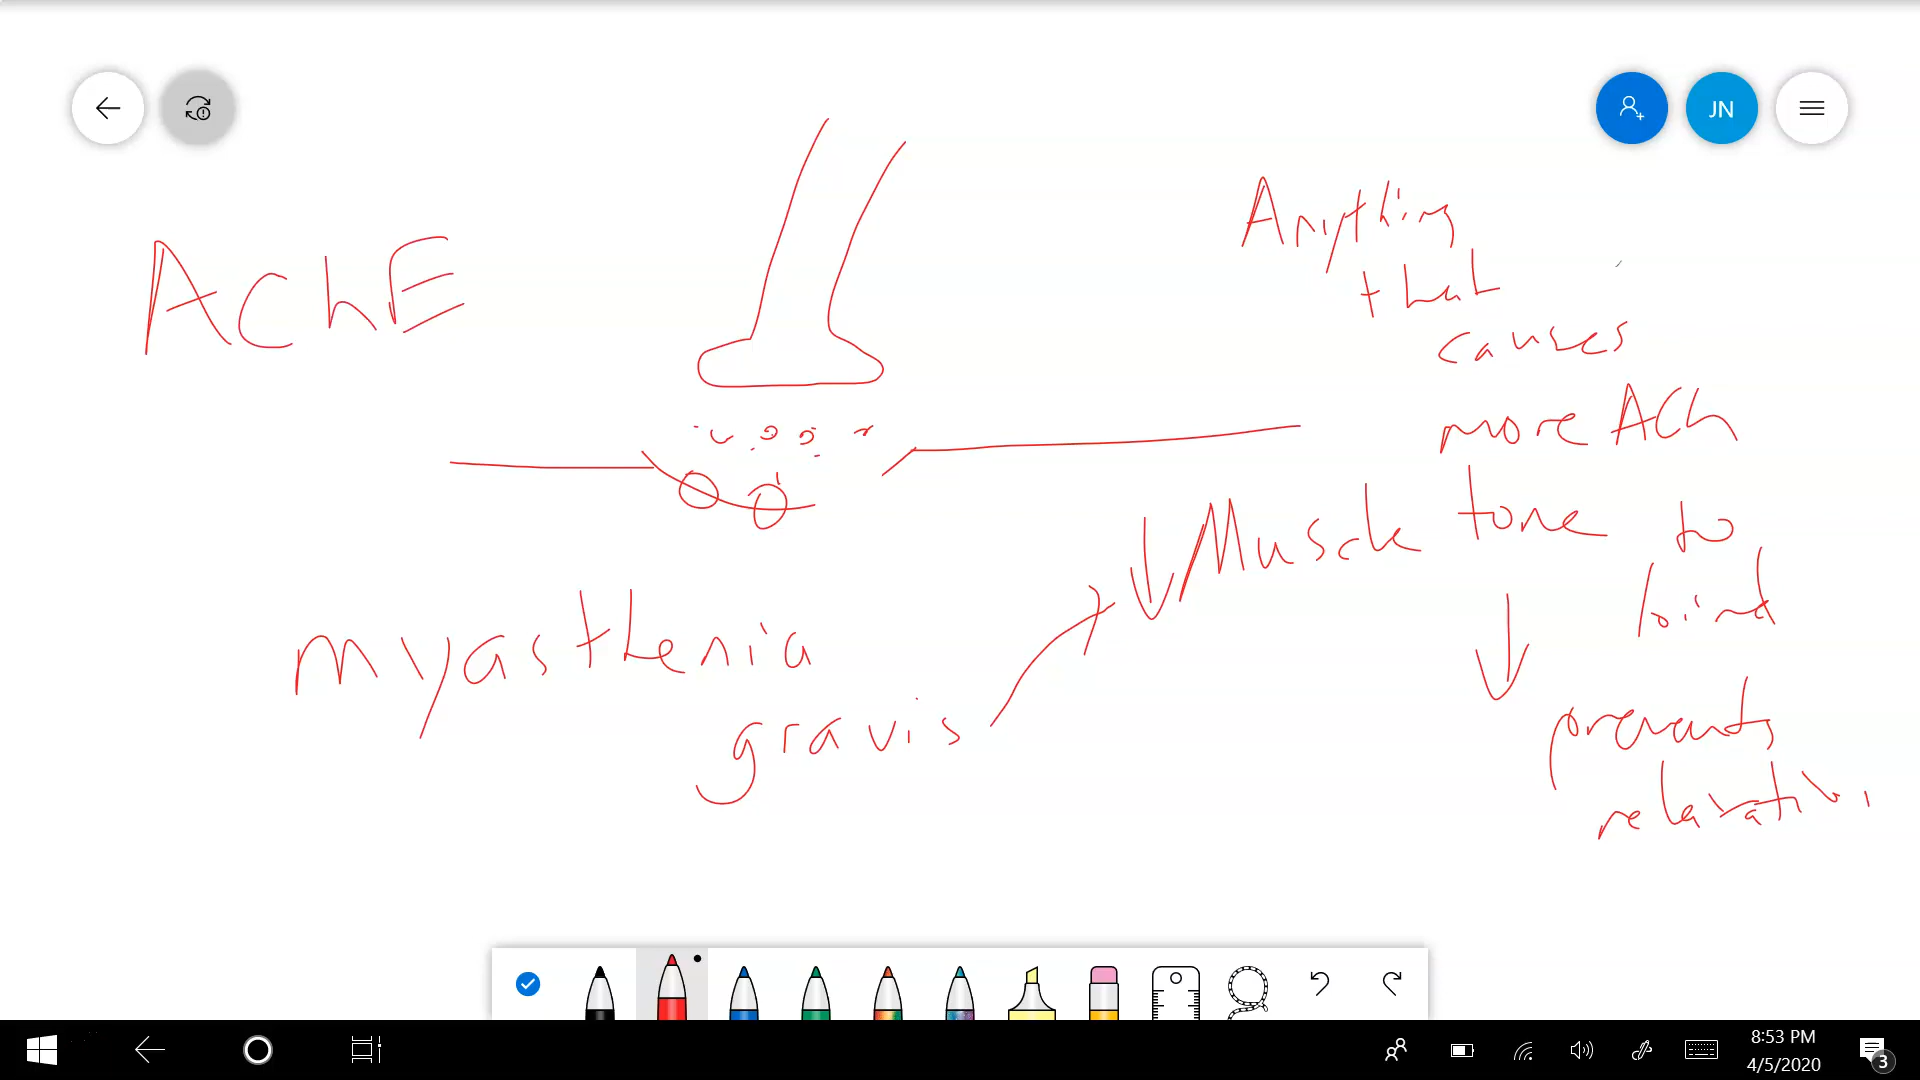 JN
AChE
Anything
that
causes
more ACh
↓ Muscle tone to
bind
↓
prevents
myasthenia
gravis
8:53 PM
4/5/2020
3